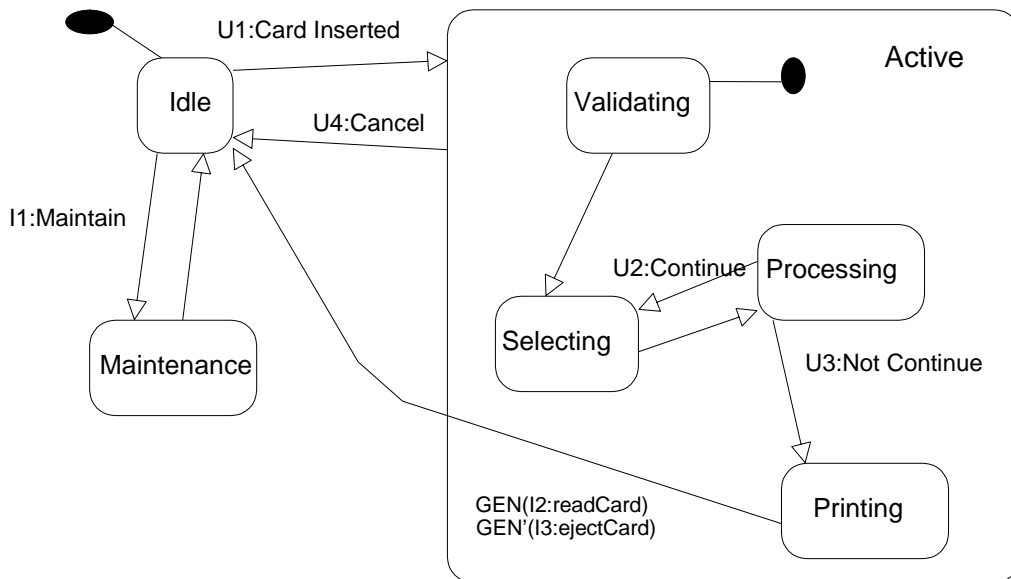 U1:Card Inserted
Active
Idle
Validating
U4:Cancel
I1:Maintain
U2:Continue
Processing
Selecting
Maintenance
U3:Not Continue
GEN(I2:readCard)
GEN'(I3:ejectCard)
Printing